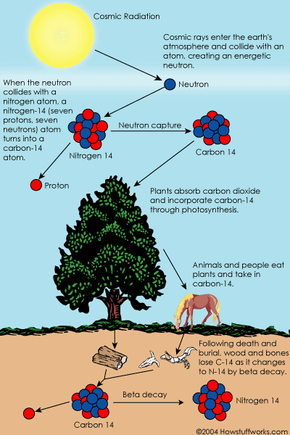 Cosmic Radiation
Cosmic rays enter the earth's
atmosphere and collide with an
atom, creating an energetic
neutron.
When the neutron
collides with a
nitrogen atom, a
nitrogen-14 (seven
protons, seven
neutrons) atom
turns into a
carbon-14
atom.
Neutron
Neutron capture
Nitrogen 14
Carbon 14
Proton
Plants absorb carbon dioxide
and incorporate carbon-14
through photosynthesis.
Animals and people eat
plants and take in
carbon-14.
Following death and
burial, wood and bones
lose C-14 as it changes
to N-14 by beta decay.
Beta decay
Carbon 14
Nitrogen 14
©2004 Howstuffworks.com